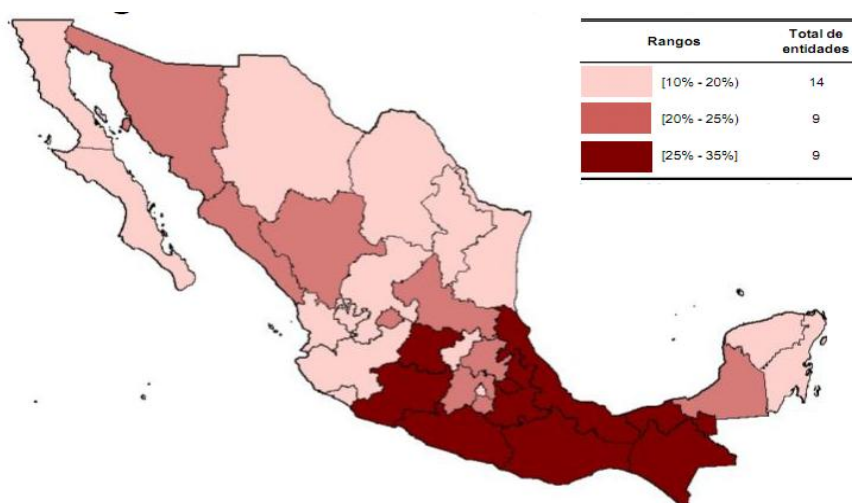 Rangos Total de entidades
[10% - 20%) 14
[20% - 25%) 9
[25% - 35%] 9